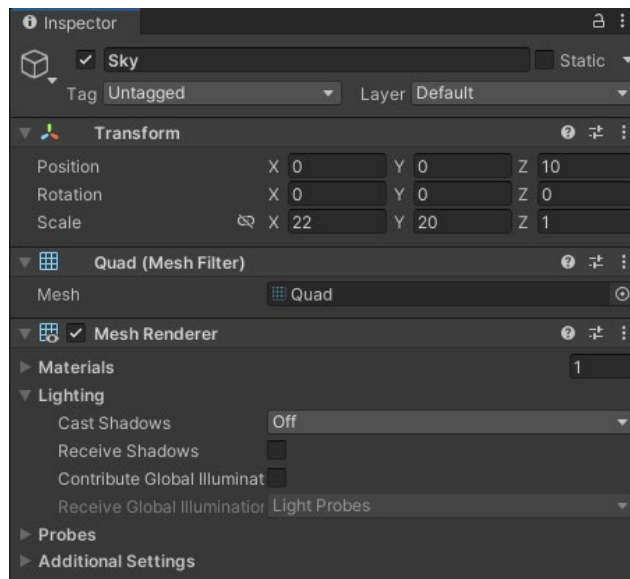 Inspector
Sky Static
Tag Untagged Layer Default
Transform
Position X 0 Y 0 Z 10
Rotation X 0 Y 0 Z 0
Scale X 22 Y 20 Z 1
Quad (Mesh Filter)
Mesh Quad
Mesh Renderer
Materials 1
Lighting
Cast Shadows Off
Receive Shadows
Contribute Global Illuminat
Receive Global Illuminatior Light Probes
Probes
Additional Settings